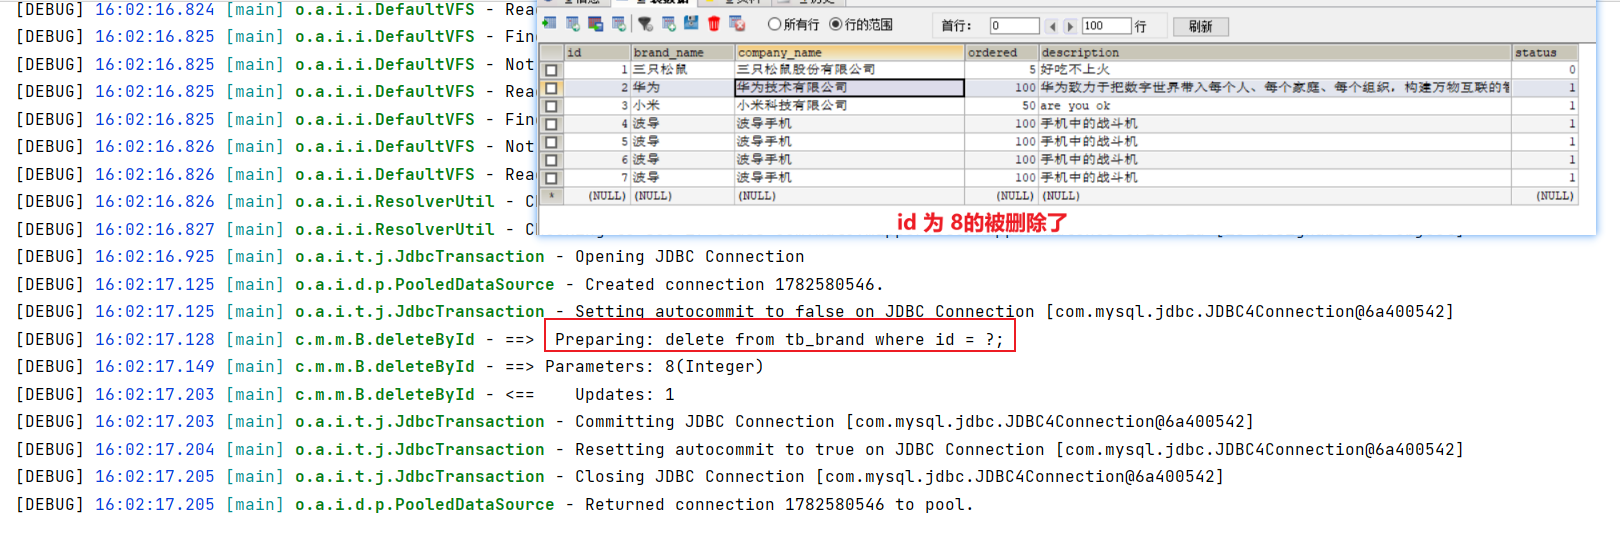 [DEBUG] 16:02:16.824 [main] o.a.i.i.DefaultVFS - Rea
[DEBUG] 16:02:16.825 [main] o.a.i.i.DefaultVFS - Fin
[DEBUG] 16:02:16.825 [main] o.a.i.i.DefaultVFS - Not
[DEBUG] 16:02:16.825 [main] o.a.i.i.DefaultVFS - Rea
[DEBUG] 16:02:16.825 [main] o.a.i.i.DefaultVFS - Fin
[DEBUG] 16:02:16.826 [main] o.a.i.i.DefaultVFS - Not
[DEBUG] 16:02:16.826 [main] o.a.i.i.DefaultVFS - Rea
[DEBUG] 16:02:16.826 [main] o.a.i.i.ResolverUtil - C
[DEBUG] 16:02:16.827 [main] o.a.i.i.ResolverUtil - C
所有行 行的范围 首行: 0 100 行 刷新
id brand_name company_name ordered description status
1 三只松鼠 三只松鼠股份有限公司 5 好吃不上火 0
2 华为 华为技术有限公司 100 华为致力于把数字世界带入每个人、每个家庭、每个组织，构建万物互联的 1
3 小米 小米科技有限公司 50 are you ok 1
4 波导 波导手机 100 手机中的战斗机 1
5 波导 波导手机 100 手机中的战斗机 1
6 波导 波导手机 100 手机中的战斗机 1
7 波导 波导手机 100 手机中的战斗机 1
* (NULL) (NULL) (NULL) (NULL) (NULL) (NULL)
id 为 8的被删除了
[DEBUG] 16:02:16.925 [main] o.a.i.t.j.JdbcTransaction - Opening JDBC Connection
[DEBUG] 16:02:17.125 [main] o.a.i.d.p.PooledDataSource - Created connection 1782580546.
[DEBUG] 16:02:17.125 [main] o.a.i.t.j.JdbcTransaction - Setting autocommit to false on JDBC Connection [com.mysql.jdbc.JDBC4Connection@6a400542]
[DEBUG] 16:02:17.128 [main] c.m.m.B.deleteById - ==>  Preparing: delete from tb_brand where id = ?;
[DEBUG] 16:02:17.149 [main] c.m.m.B.deleteById - ==> Parameters: 8(Integer)
[DEBUG] 16:02:17.203 [main] c.m.m.B.deleteById - <==    Updates: 1
[DEBUG] 16:02:17.203 [main] o.a.i.t.j.JdbcTransaction - Committing JDBC Connection [com.mysql.jdbc.JDBC4Connection@6a400542]
[DEBUG] 16:02:17.204 [main] o.a.i.t.j.JdbcTransaction - Resetting autocommit to true on JDBC Connection [com.mysql.jdbc.JDBC4Connection@6a400542]
[DEBUG] 16:02:17.205 [main] o.a.i.t.j.JdbcTransaction - Closing JDBC Connection [com.mysql.jdbc.JDBC4Connection@6a400542]
[DEBUG] 16:02:17.205 [main] o.a.i.d.p.PooledDataSource - Returned connection 1782580546 to pool.